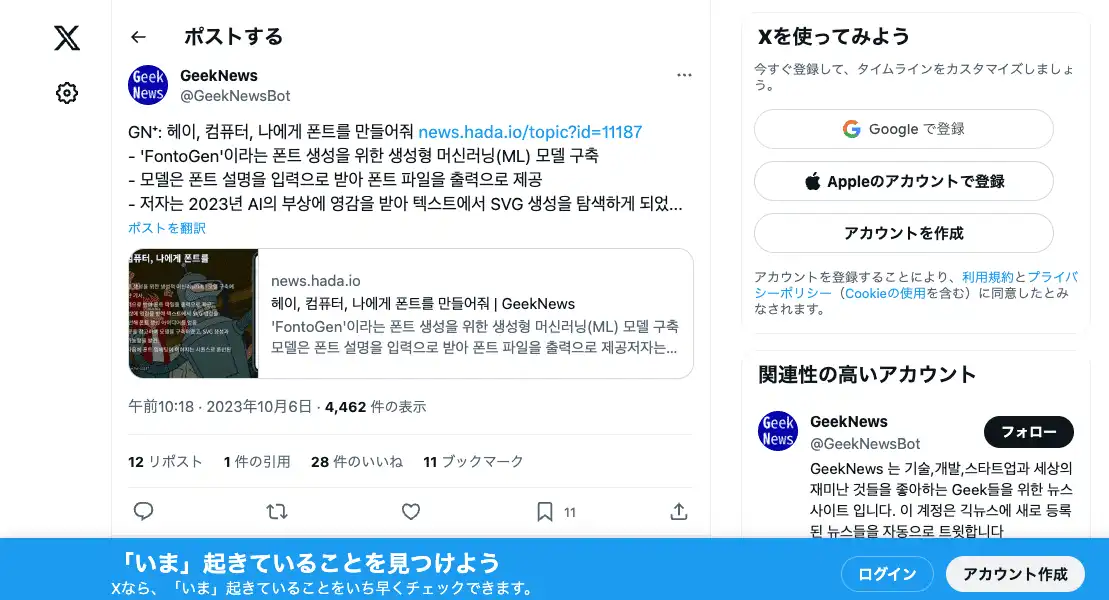 ポストする
Geek
News
GeekNews
@GeekNewsBot
GN⁺: 헤이, 컴퓨터, 나에게 폰트를 만들어줘 news.hada.io/topic?id=11187
- 'FontoGen'이라는 폰트 생성을 위한 생성형 머신러닝(ML) 모델 구축
- 모델은 폰트 설명을 입력으로 받아 폰트 파일을 출력으로 제공
- 저자는 2023년 AI의 부상에 영감을 받아 텍스트에서 SVG 생성을 탐색하게 되었...
ポストを翻訳
컴퓨터, 나에게 폰트를
news.hada.io
헤이, 컴퓨터, 나에게 폰트를 만들어줘 | GeekNews
'FontoGen'이라는 폰트 생성을 위한 생성형 머신러닝(ML) 모델 구축
모델은 폰트 설명을 입력으로 받아 폰트 파일을 출력으로 제공저자는...
午前10:18 · 2023年10月6日 · 4,462 件の表示
12 リポスト 1 件の引用 28 件のいいね 11 ブックマーク
11
Xを使ってみよう
今すぐ登録して、タイムラインをカスタマイズしましょ
う。
Google で登録
Appleのアカウントで登録
アカウントを作成
アカウントを登録することにより、利用規約とプライバ
シーポリシー（Cookieの使用を含む）に同意したとみ
なされます。
関連性の高いアカウント
Geek
News
GeekNews
@GeekNewsBot
フォロー
GeekNews 는 기술,개발,스타트업과 세상의
재미난 것들을 좋아하는 Geek들을 위한 뉴스
사이트 입니다. 이 계정은 긱뉴스에 새로 등록
된 뉴스들을 자동으로 트윗합니다
「いま」起きていることを見つけよう
Xなら、「いま」起きていることをいち早くチェックできます。
ログイン
アカウント作成